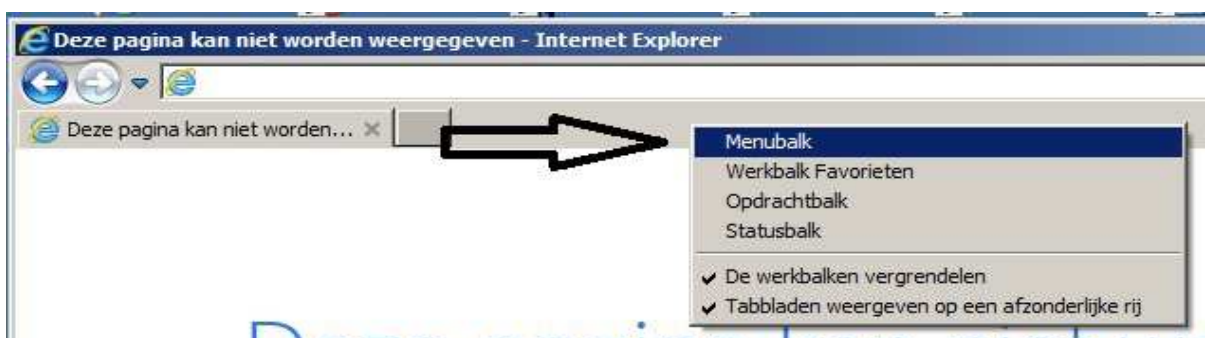 Deze pagina kan niet worden weergegeven - Internet Explorer
Deze pagina kan niet worden...
Menubalk
Werkbalk Favorieten
Opdrachtbalk
Statusbalk
De werkbalken vergrendelen
Tabbladen weergeven op een afzonderlijke rij